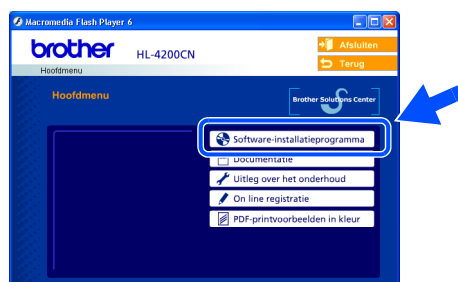 Macromedia Flash Player 6
brother
HL-4200CN
Afsluiten
Terug
Hoofdmenu
Hoofdmenu
Brother Solutions Center
Software-installatieprogramma
Documentatie
Uitleg over het onderhoud
On line registratie
PDF-printvoorbeelden in kleur